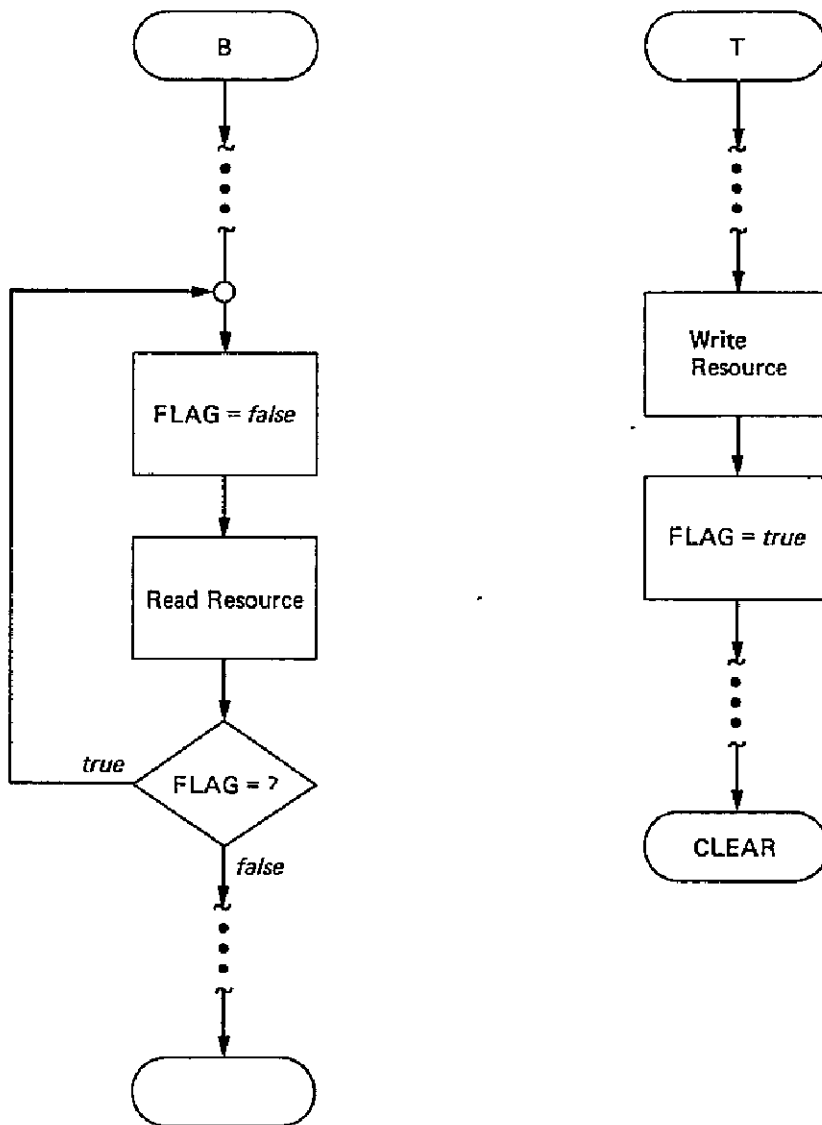 B
FLAG = false
Read Resource
true
FLAG = ?
false
T
Write
Resource
FLAG = true
CLEAR